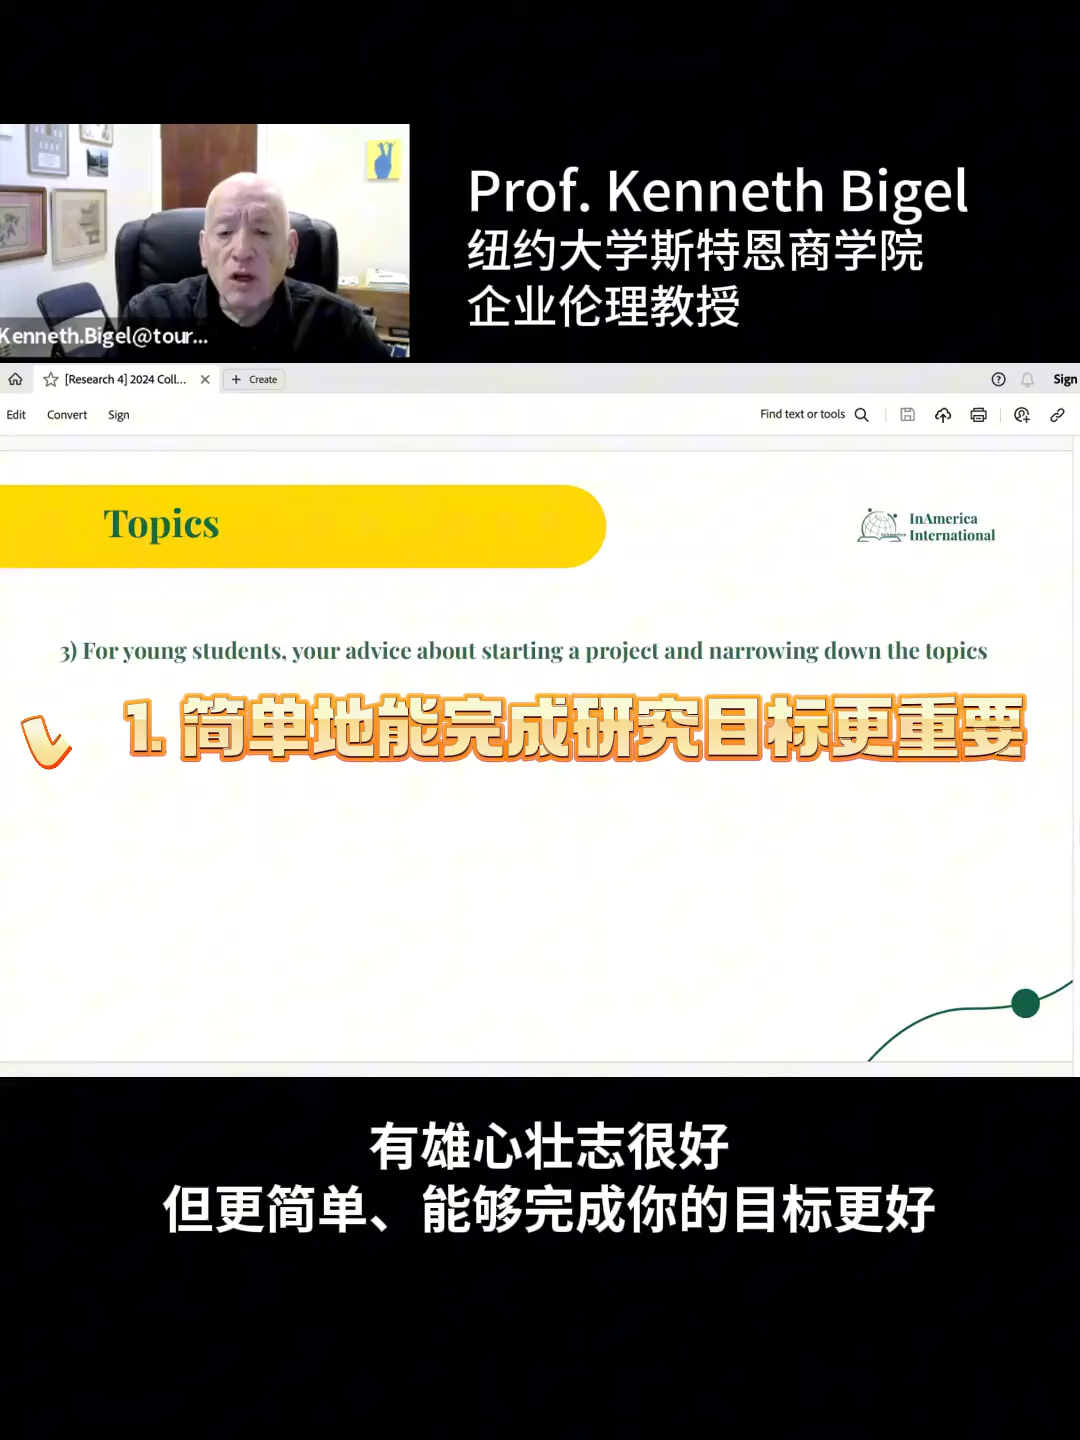 Prof. Kenneth Bigel
纽约大学斯特恩商学院
企业伦理教授
Kenneth.Bigel@tour...
[Research 4] 2024 Coll...
Create
Sign
Edit
Convert
Sign
Find text or tools
Topics
InAmerica
International
3) For young students, your advice about starting a project and narrowing down the topics
1. 简单地能完成研究目标更重要
有雄心壮志很好
但更简单、能够完成你的目标更好